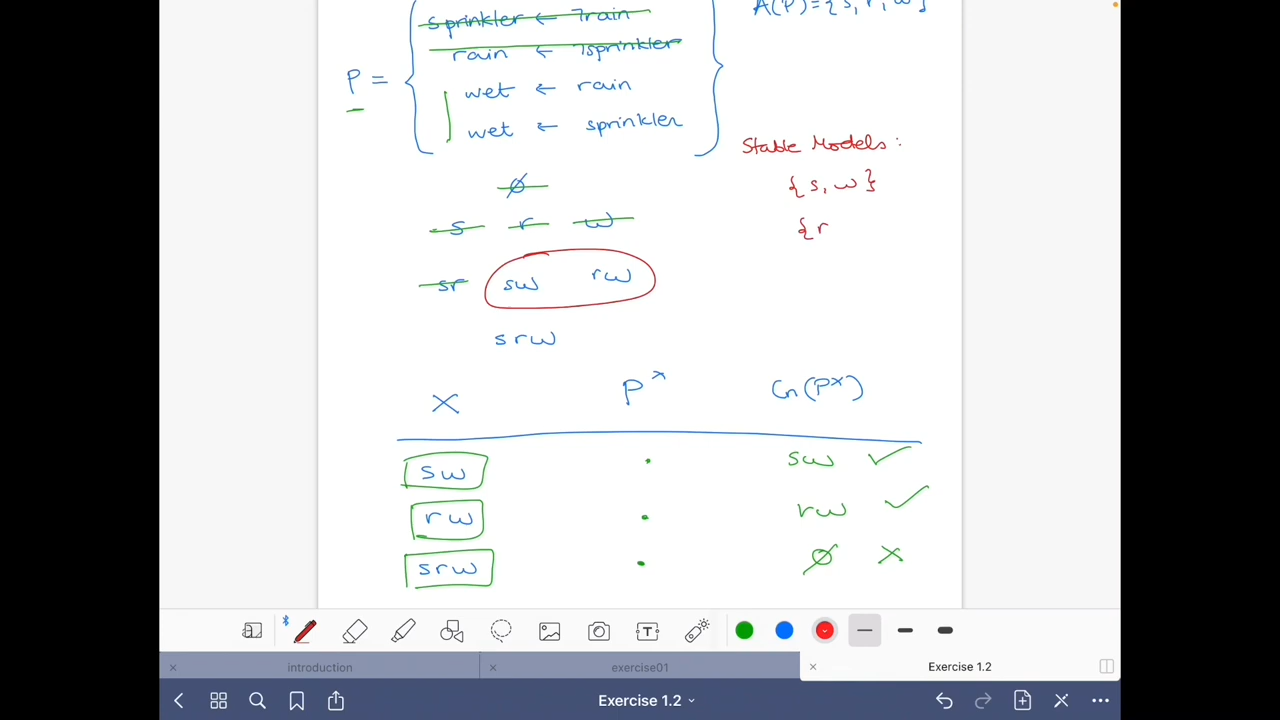 sprinkler ← ¬rain
A(P) = {s, r, w}
rain ← ¬sprinkler
P =
wet ← rain
wet ← sprinkler
Stable Models:
∅
{s, w}
s r w
{r
sr sw rw
srw
X P^X Cn(P^X)
sw . sw ✓
rw . rw ✓
srw . ∅ ×
introduction
exercise01
Exercise 1.2
Exercise 1.2